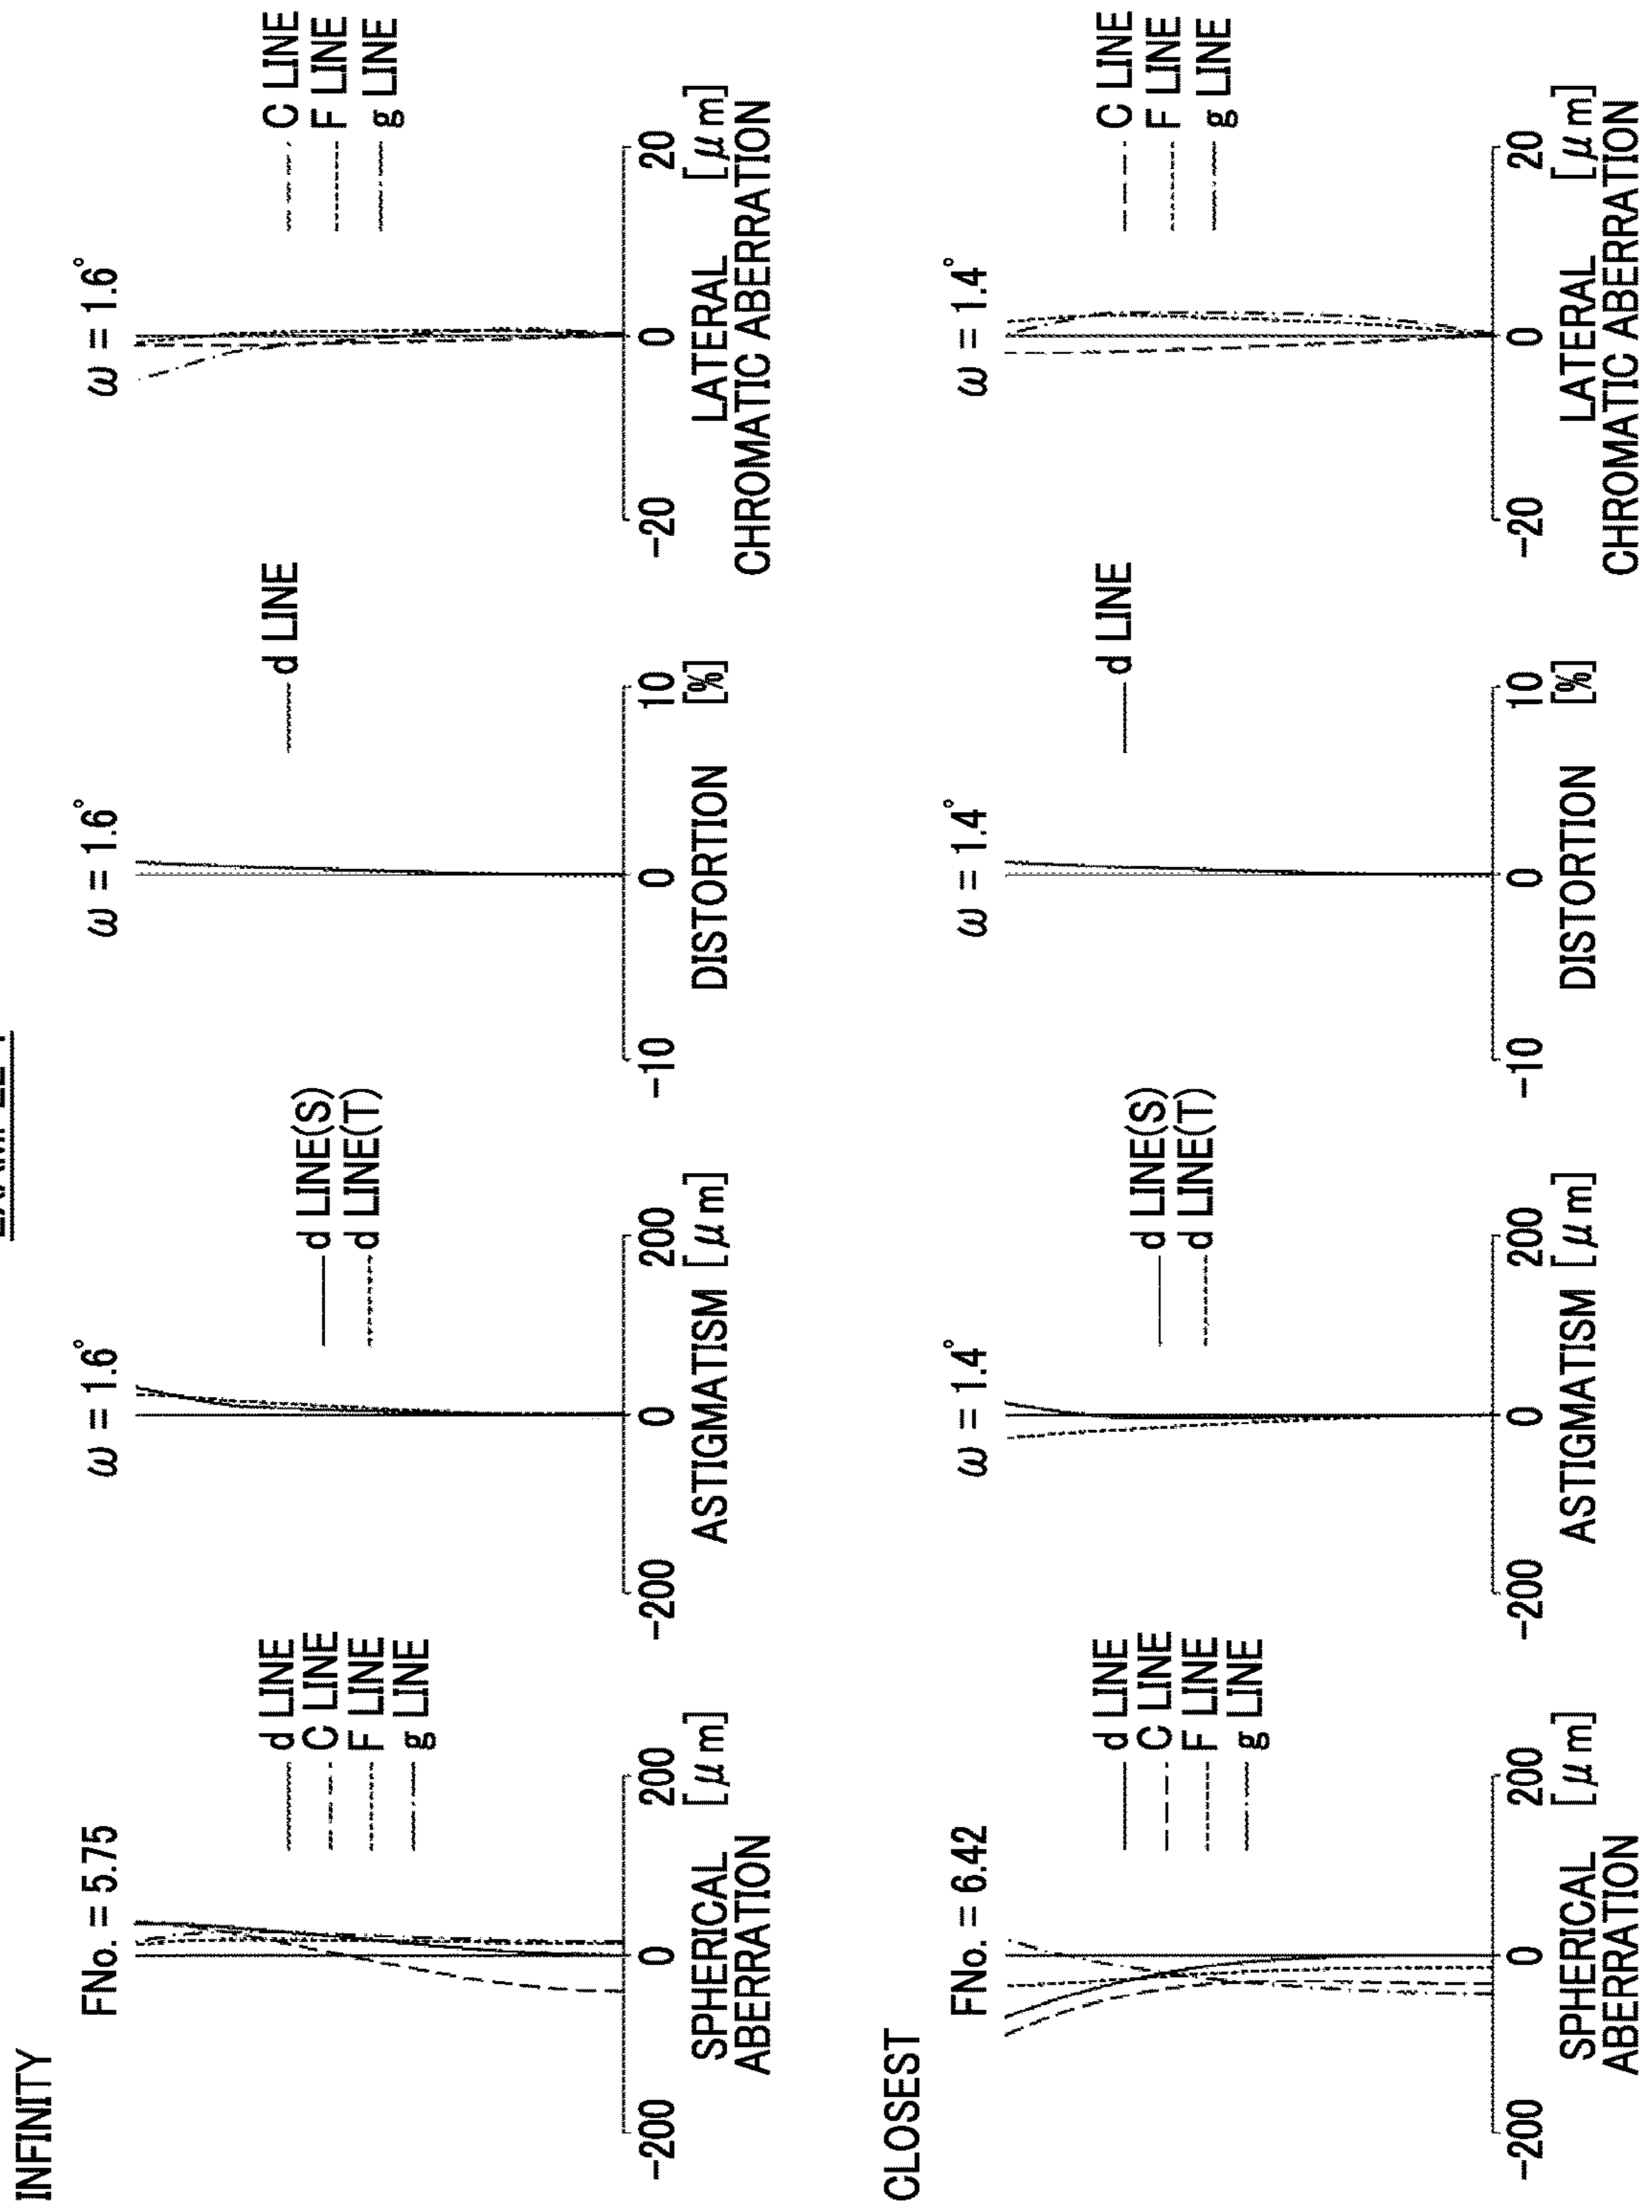 INFINITY
FNo. = 5.75
d LINE
C LINE
F LINE
g LINE
-200
0
200
SPHERICAL [μm]
ABERRATION
ω = 1.6°
d LINE(S)
d LINE(T)
-200
0
200
ASTIGMATISM [μm]
ω = 1.6°
d LINE
-10
0
10
DISTORTION [%]
ω = 1.6°
C LINE
F LINE
g LINE
-20
0
20
LATERAL [μm]
CHROMATIC ABERRATION
CLOSEST
FNo. = 6.42
d LINE
C LINE
F LINE
g LINE
-200
0
200
SPHERICAL [μm]
ABERRATION
ω = 1.4°
d LINE(S)
d LINE(T)
-200
0
200
ASTIGMATISM [μm]
ω = 1.4°
d LINE
-10
0
10
DISTORTION [%]
ω = 1.4°
C LINE
F LINE
g LINE
-20
0
20
LATERAL [μm]
CHROMATIC ABERRATION